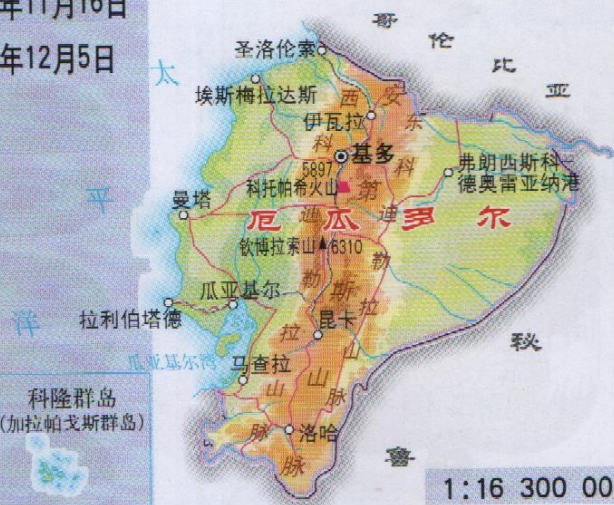 年11月16日
年12月5日
哥伦比亚
太平洋
圣洛伦索
埃斯梅拉达斯
伊瓦拉
西科迪勒拉山脉
安第斯山脉
东科迪勒拉山脉
基多
5897
科托帕希火山
弗朗西斯科-
德奥雷亚纳港
曼塔
厄瓜多尔
钦博拉索山
6310
瓜亚基尔
拉利伯塔德
昆卡
瓜亚基尔湾
马查拉
洛哈
秘鲁
科隆群岛
(加拉帕戈斯群岛)
1:16 300 00